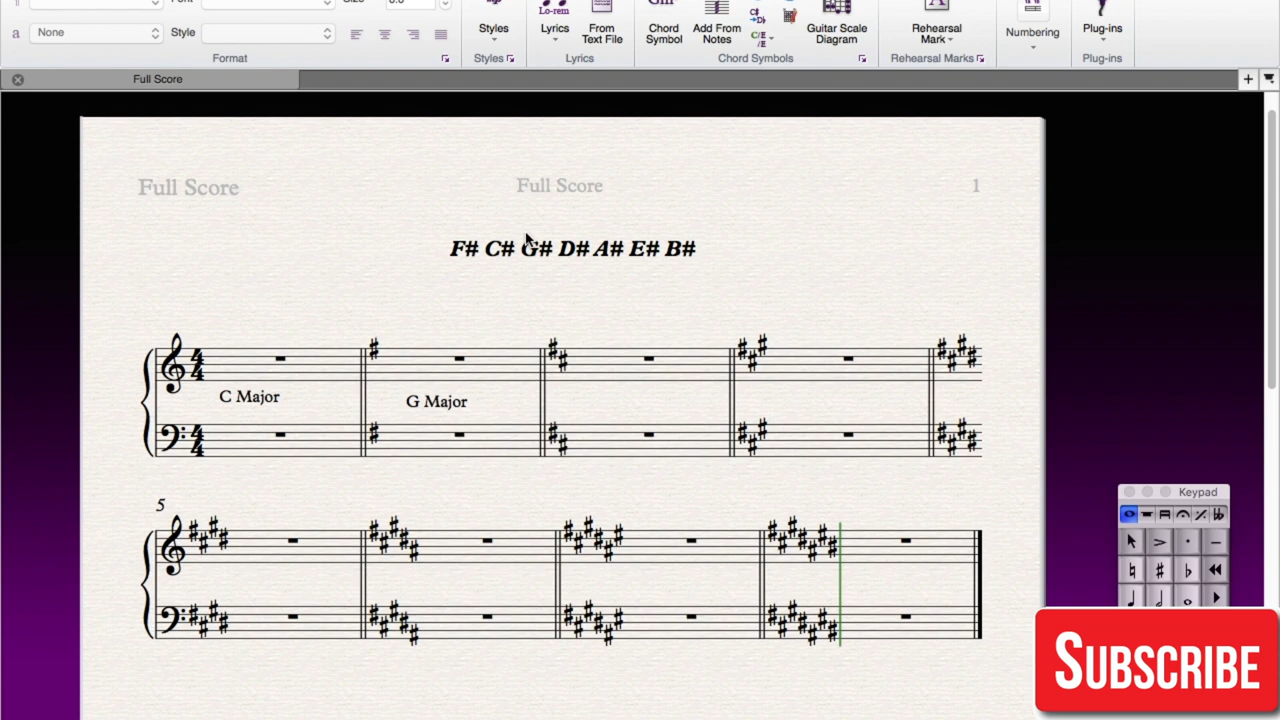 Size
a None Style
Styles Lyrics From Text File Chord Symbol Add From Notes Guitar Scale Diagram Rehearsal Mark Numbering Plug-ins
Format Styles Lyrics Chord Symbols Rehearsal Marks Plug-ins
Full Score
Full Score Full Score 1
F# C# G# D# A# E# B#
C Major
G Major
5
Keypad
SUBSCRIBE